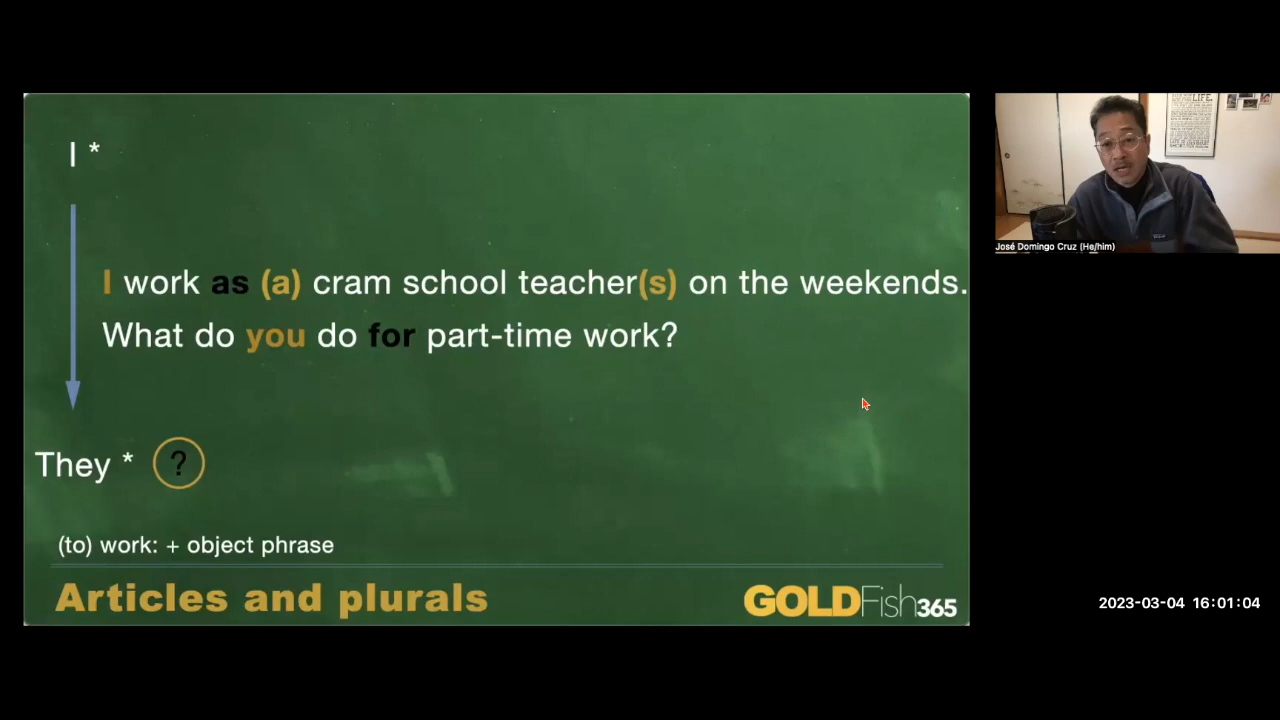 I *
I work as (a) cram school teacher(s) on the weekends.
What do you do for part-time work?
They * ?
(to) work: + object phrase
Articles and plurals
GOLDFish365
LIFE.
José Domingo Cruz (He/him)
2023-03-04 16:01:04